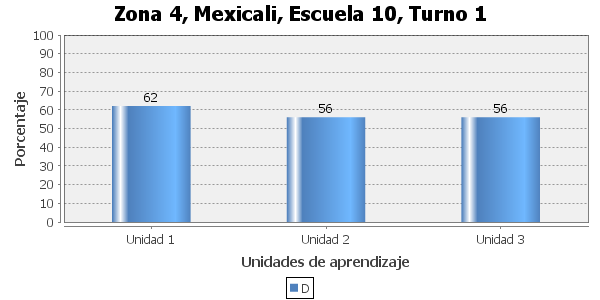 Zona 4, Mexicali, Escuela 10, Turno 1
Porcentaje
100
90
80
70
60
50
40
30
20
10
0
62
56
56
Unidad 1
Unidad 2
Unidad 3
Unidades de aprendizaje
D